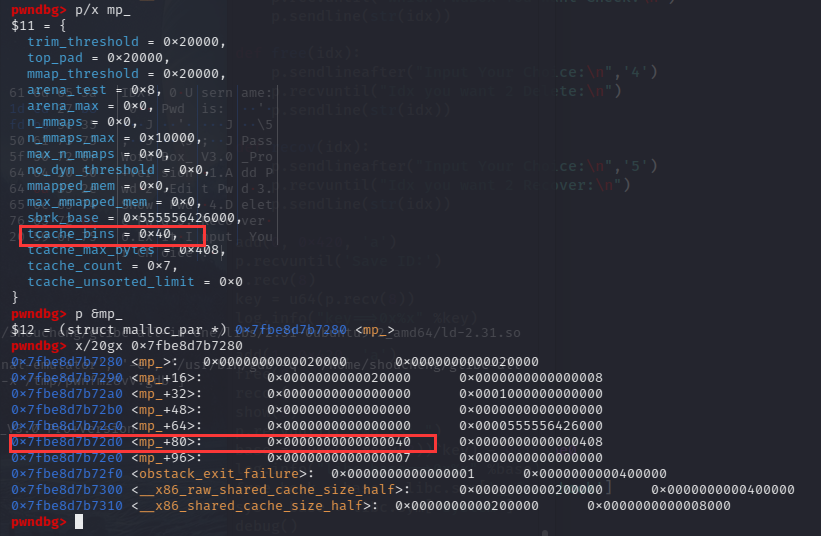 pwndbg> p/x mp_
$11 = {
  trim_threshold = 0×20000,
  top_pad = 0×20000,
  mmap_threshold = 0×20000,
  arena_test = 0×8,
  arena_max = 0×0,
  n_mmaps = 0×0,
  n_mmaps_max = 0×10000,
  max_n_mmaps = 0×0,
  no_dyn_threshold = 0×0,
  mmapped_mem = 0×0,
  max_mmapped_mem = 0×0,
  sbrk_base = 0×555556426000,
  tcache_bins = 0×40,
  tcache_max_bytes = 0×408,
  tcache_count = 0×7,
  tcache_unsorted_limit = 0×0
}
pwndbg> p &mp_
$12 = (struct malloc_par *) 0×7fbe8d7b7280 <mp_>
pwndbg> x/20gx 0×7fbe8d7b7280
0×7fbe8d7b7280 <mp_>: 0×0000000000020000 0×0000000000020000
0×7fbe8d7b7290 <mp_+16>: 0×0000000000020000 0×0000000000000008
0×7fbe8d7b72a0 <mp_+32>: 0×0000000000000000 0×0001000000000000
0×7fbe8d7b72b0 <mp_+48>: 0×0000000000000000 0×0000000000000000
0×7fbe8d7b72c0 <mp_+64>: 0×0000000000000000 0×0000555556426000
0×7fbe8d7b72d0 <mp_+80>: 0×0000000000000040 0×0000000000000408
0×7fbe8d7b72e0 <mp_+96>: 0×0000000000000007 0×0000000000000000
0×7fbe8d7b72f0 <obstack_exit_failure>: 0×0000000000000001 0×0000000000400000
0×7fbe8d7b7300 <__x86_raw_shared_cache_size_half>: 0×0000000000200000 0×0000000000400000
0×7fbe8d7b7310 <__x86_shared_cache_size_half>: 0×0000000000200000 0×0000000000008000
pwndbg>